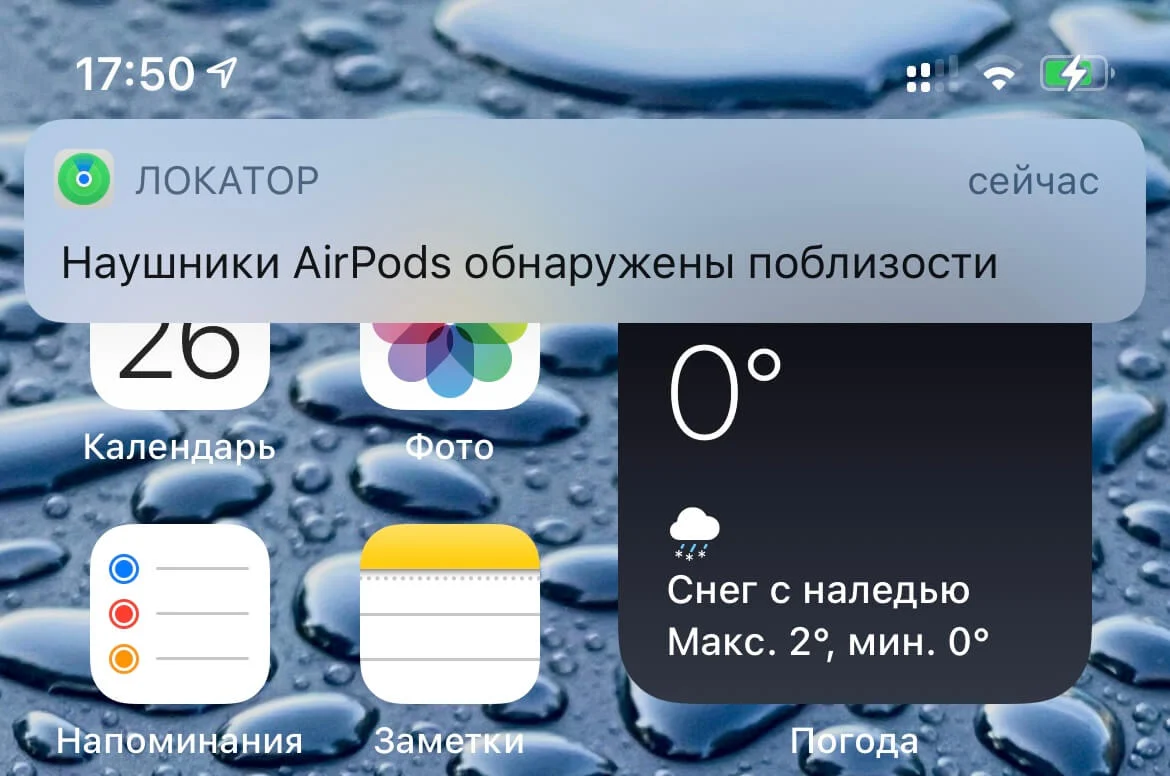 17:50
ЛОКАТОР
сейчас
Наушники AirPods обнаружены поблизости
26
0°
Календарь
Фото
Снег с наледью
Макс. 2°, мин. 0°
Напоминания
Заметки
Погода